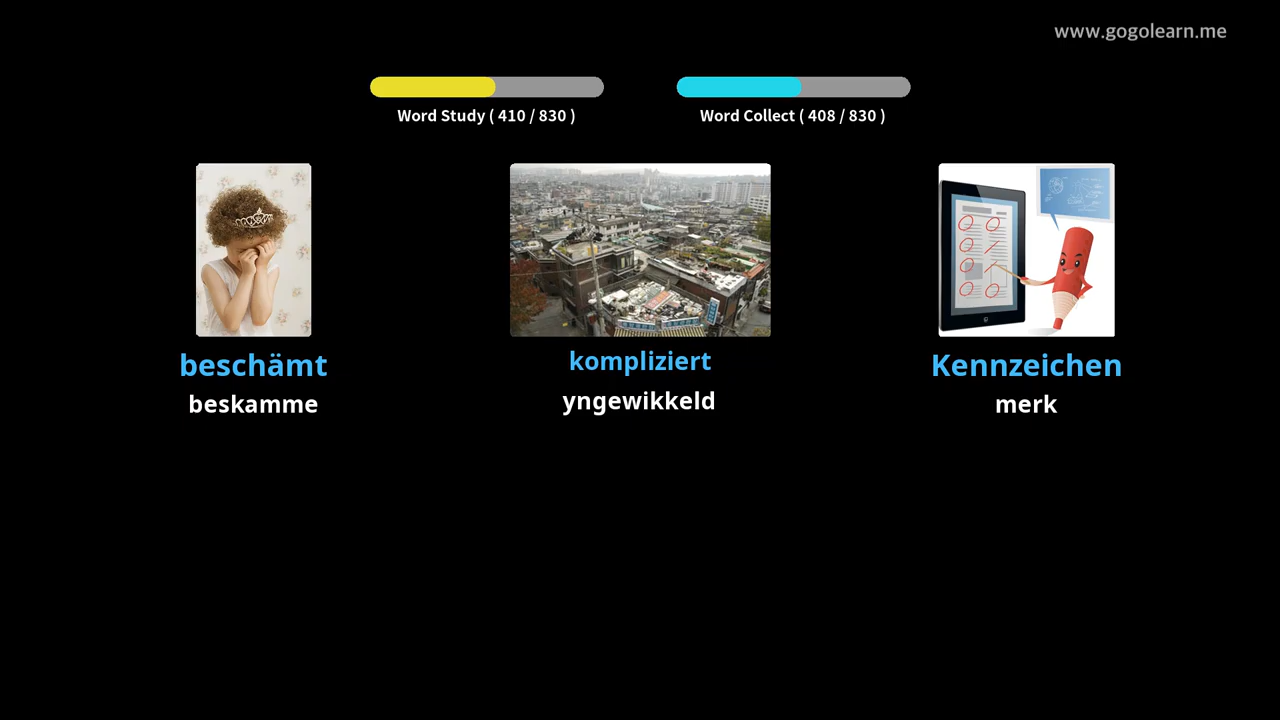 www.gogolearn.me
Word Study ( 410 / 830 )
Word Collect ( 408 / 830 )
beschämt
kompliziert
Kennzeichen
beskamme
yngewikkeld
merk